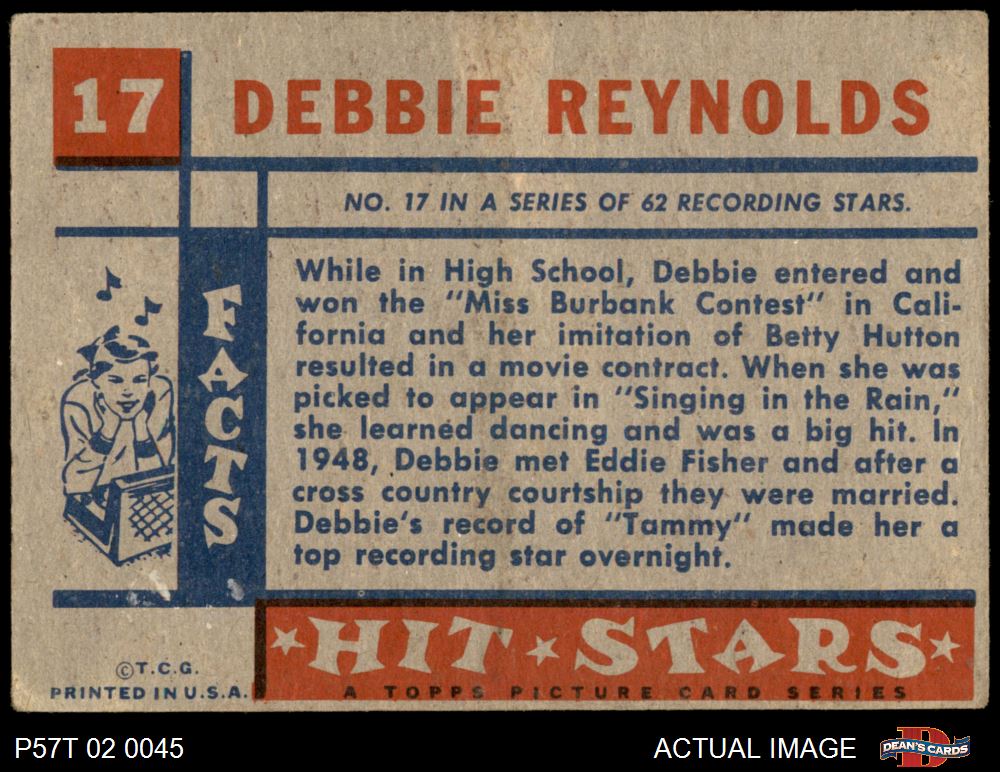 17
DEBBIE REYNOLDS
NO. 17 IN A SERIES OF 62 RECORDING STARS.
FACTS
While in High School, Debbie entered and
won the "Miss Burbank Contest" in Cali-
fornia and her imitation of Betty Hutton
resulted in a movie contract. When she was
picked to appear in "Singing in the Rain,"
she learned dancing and was a big hit. In
1948, Debbie met Eddie Fisher and after a
cross country courtship they were married.
Debbie's record of "Tammy" made her a
top recording star overnight.
HIT STARS
A TOPPS PICTURE CARD SERIES
©T.C.G.
PRINTED IN U.S.A.
P57T 02 0045
ACTUAL IMAGE
D
DEAN'S CARDS